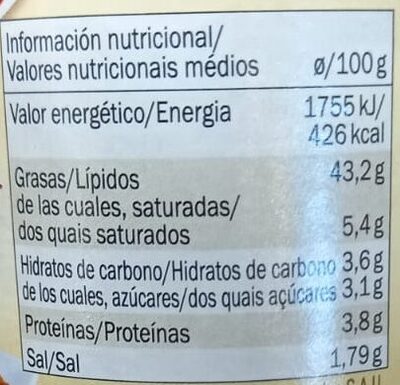 Información nutricional/
Valores nutricionais médios ø/100g
Valor energético/Energia 1755 kJ/
426 kcal
Grasas/Lípidos 43,2g
de las cuales, saturadas/
dos quais saturados 5,4g
Hidratos de carbono/Hidratos de carbono 3,6g
de los cuales, azúcares/dos quais açúcares 3,1g
Proteínas/Proteínas 3,8g
Sal/Sal 1,79g